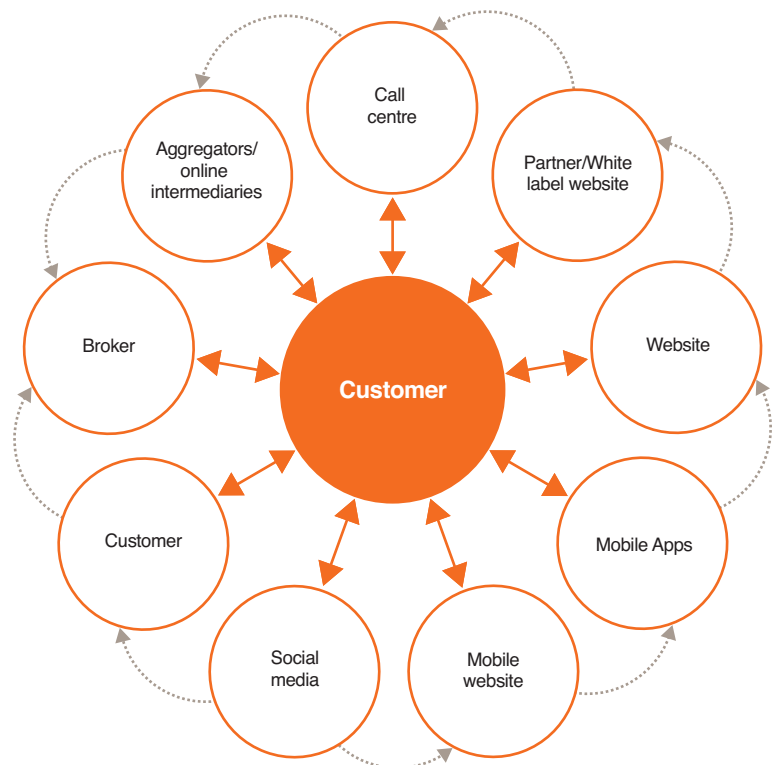 Call
centre
Aggregators/
online
intermediaries
Partner/White
label website
Broker
Website
Customer
Customer
Mobile Apps
Social
media
Mobile
website